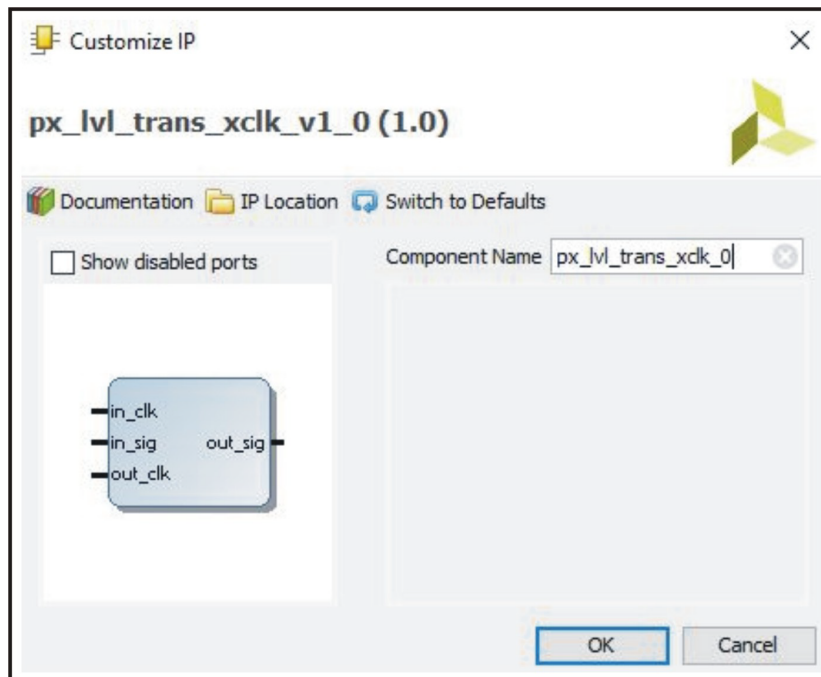 Customize IP
px_lvl_trans_xclk_v1_0 (1.0)
Documentation IP Location Switch to Defaults
Show disabled ports
Component Name px_lvl_trans_xclk_0
in_clk
in_sig out_sig
out_clk
OK Cancel